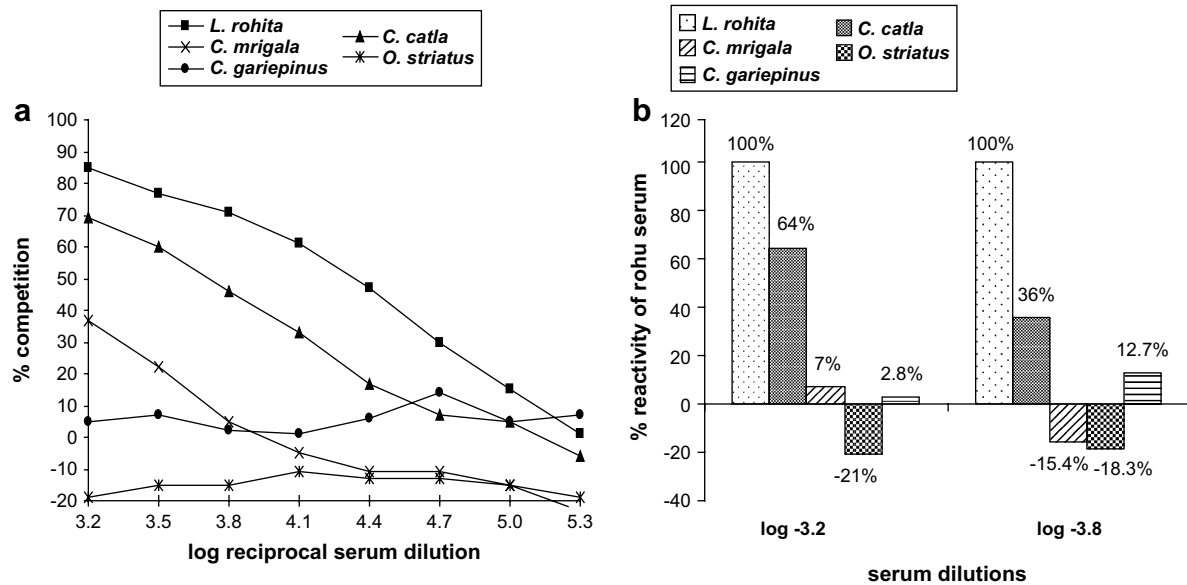 L. rohita
C. mrigala
C. gariepinus
C. catla
O. striatus
a
100
90
80
70
60
50
40
30
20
10
0
-10
-20
% competition
3.2 3.5 3.8 4.1 4.4 4.7 5.0 5.3
log reciprocal serum dilution
L. rohita
C. mrigala
C. gariepinus
C. catla
O. striatus
b
120
100
80
60
40
20
0
-20
-40
% reactivity of rohu serum
100%
64%
7%
-21%
2.8%
100%
36%
-15.4%
-18.3%
12.7%
log -3.2 log -3.8
serum dilutions